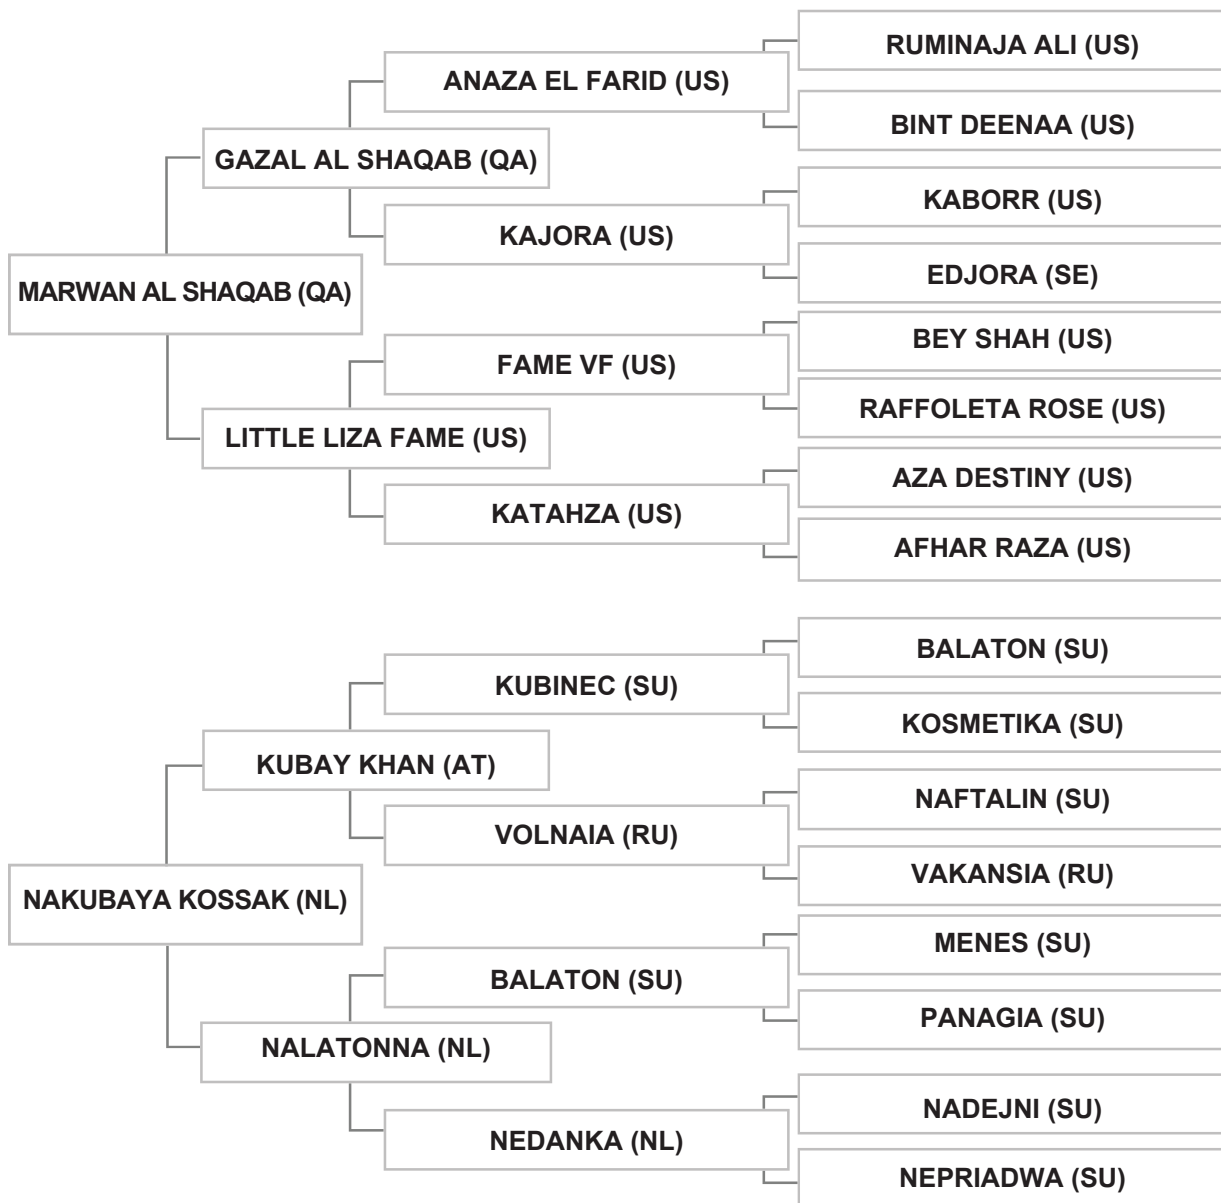 RUMINAJA ALI (US)
ANAZA EL FARID (US)
BINT DEENAA (US)
GAZAL AL SHAQAB (QA)
KABORR (US)
KAJORA (US)
EDJORA (SE)
MARWAN AL SHAQAB (QA)
BEY SHAH (US)
FAME VF (US)
RAFFOLETA ROSE (US)
LITTLE LIZA FAME (US)
AZA DESTINY (US)
KATAHZA (US)
AFHAR RAZA (US)
BALATON (SU)
KUBINEC (SU)
KOSMETIKA (SU)
KUBAY KHAN (AT)
NAFTALIN (SU)
VOLNAIA (RU)
VAKANSIA (RU)
NAKUBAYA KOSSAK (NL)
MENES (SU)
BALATON (SU)
PANAGIA (SU)
NALATONNA (NL)
NADEJNI (SU)
NEDANKA (NL)
NEPRIADWA (SU)